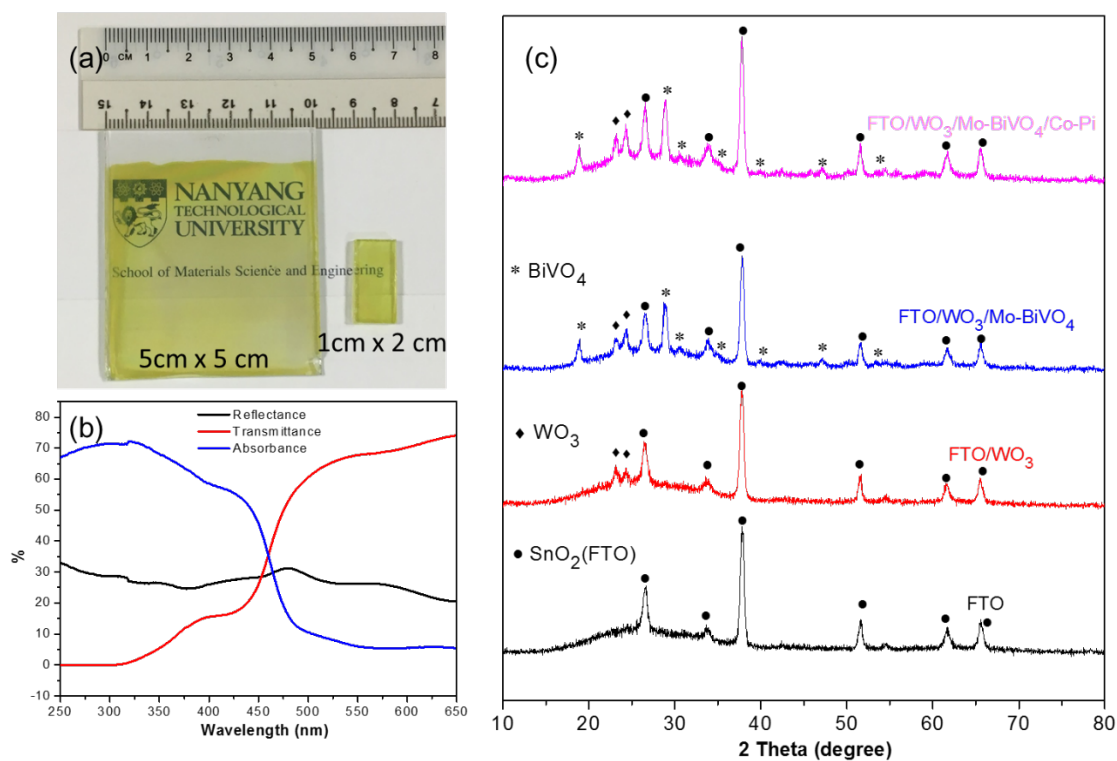 (a)
0 CM 1 2 3 4 5 6 7 8
15 14 13 12 11 10 9 8 7
NANYANG
TECHNOLOGICAL
UNIVERSITY
School of Materials Science and Engineering
5cm x 5 cm
1cm x 2 cm
(b)
Reflectance
Transmittance
Absorbance
80
70
60
50
40
30
20
10
0
-10
%
250 300 350 400 450 500 550 600 650
Wavelength (nm)
(c)
FTO/WO₃/Mo-BiVO₄/Co-Pi
* BiVO₄
FTO/WO₃/Mo-BiVO₄
♦ WO₃
FTO/WO₃
● SnO₂(FTO)
FTO
10 20 30 40 50 60 70 80
2 Theta (degree)